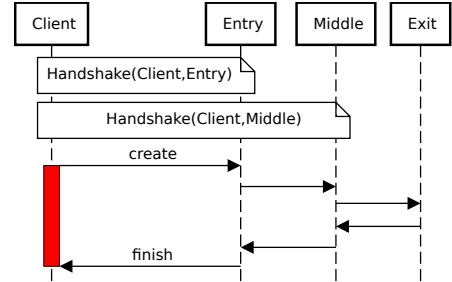 Client Entry Middle Exit
Handshake(Client,Entry)
Handshake(Client,Middle)
create
finish